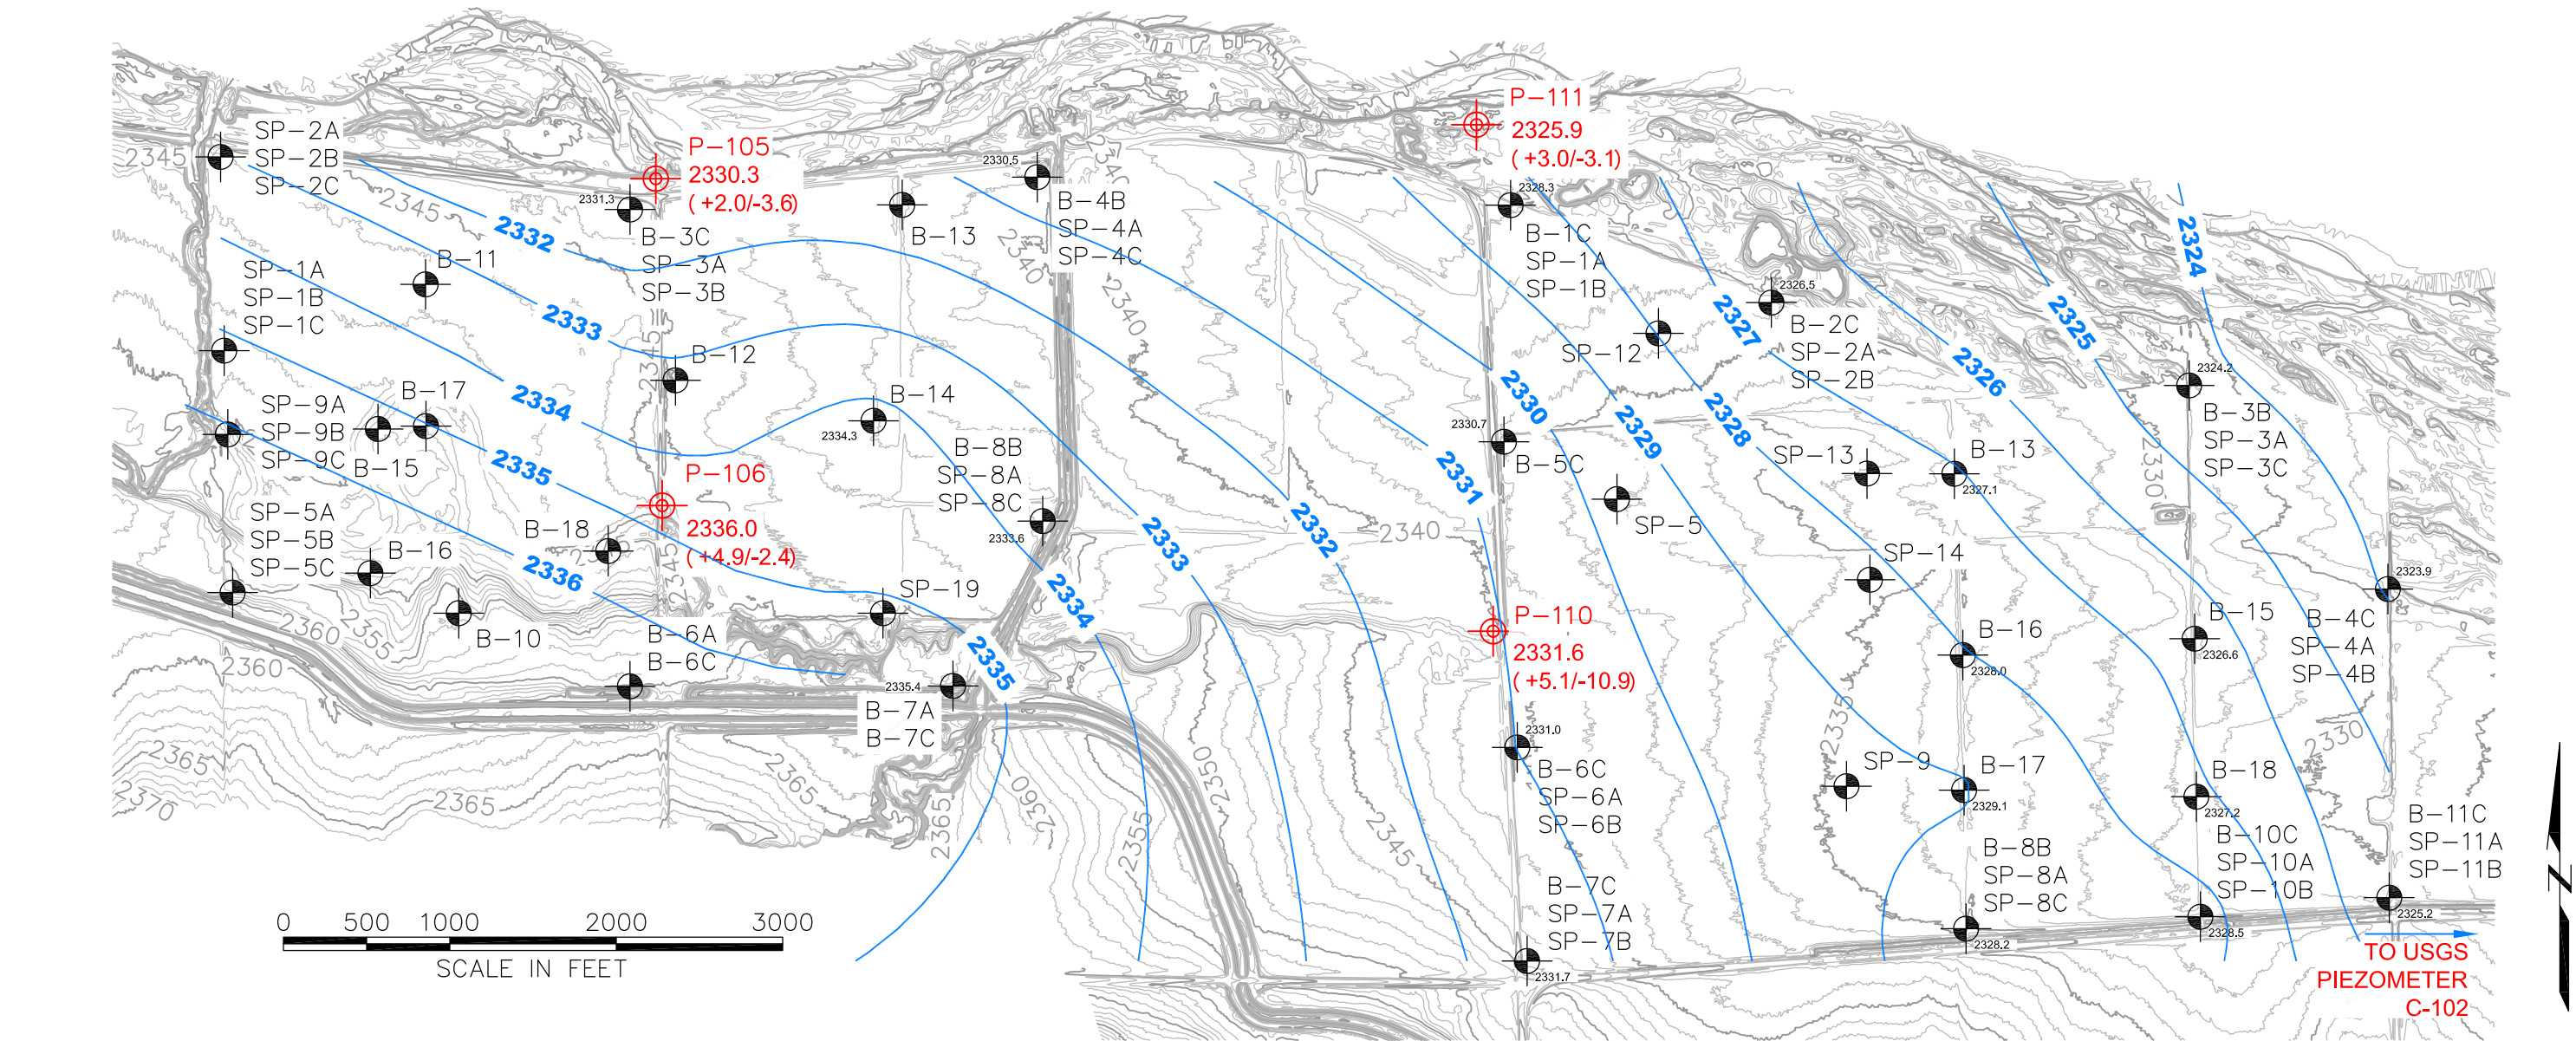 SP-2A
SP-2B
SP-2C
2345
2345
P-105
2330.3
( +2.0/-3.6)
2331.3
B-3C
SP-3A
SP-3B
2332
B-11
SP-1A
SP-1B
SP-1C
2333
2345
B-12
B-13
2330.5
B-4B
SP-4A
SP-4C
2340
2340
2340
P-111
2325.9
( +3.0/-3.1)
2328.3
B-1C
SP-1A
SP-1B
2324
2326.5
B-2C
SP-2A
SP-2B
2327
SP-12
2325
2326
2324.2
B-3B
SP-3A
SP-3C
2334
B-17
SP-9A
SP-9B
SP-9C
B-15
2335
B-14
2334.3
B-8B
SP-8A
SP-8C
2333.6
2330
2329
2328
2330.7
B-5C
2331
SP-5
SP-13
B-13
2327.1
2330
P-106
2336.0
( +4.9/-2.4)
SP-5A
SP-5B
SP-5C
B-16
B-18
2336
2345
B-10
SP-19
2333
2332
2340
2334
SP-14
2323.9
B-4C
SP-4A
SP-4B
B-15
2326.6
B-16
2328.0
P-110
2331.6
( +5.1/-10.9)
2360
2355
2360
B-6A
B-6C
2335
2335.4
B-7A
B-7C
2331.0
B-6C
SP-6A
SP-6B
2335
SP-9
B-17
2329.1
B-18
2327.2
2330
2365
2370
2365
2365
2365
2360
2355
2350
2345
B-8B
SP-8A
SP-8C
2328.2
B-10C
SP-10A
SP-10B
2328.5
B-11C
SP-11A
SP-11B
2325.2
B-7C
SP-7A
SP-7B
2331.7
0 500 1000 2000 3000
SCALE IN FEET
TO USGS
PIEZOMETER
C-102
N